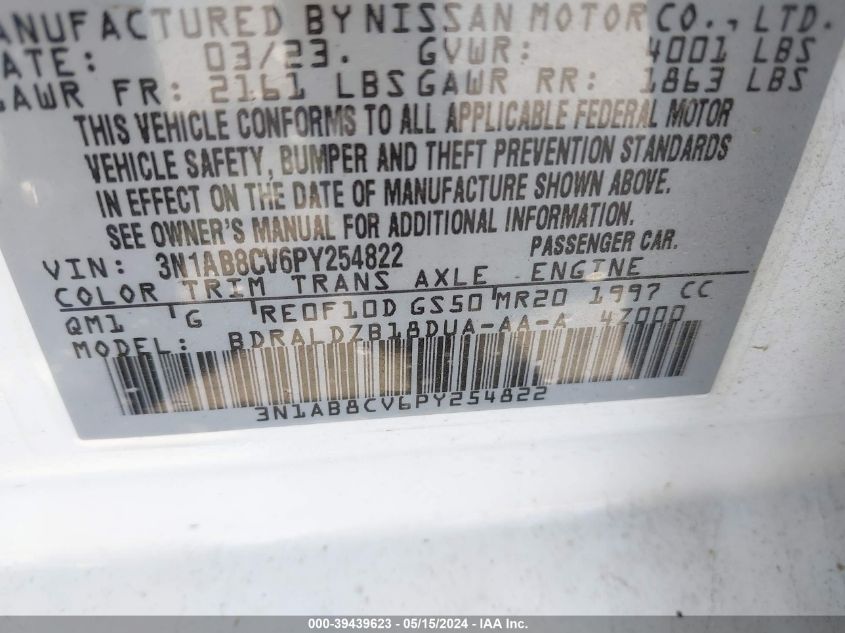 ANUFACTURED BY NISSAN MOTOR CO., LTD.
ATE: 03/23. GVWR: 4001 LBS
GAWR FR: 2161 LBS GAWR RR: 1863 LBS
THIS VEHICLE CONFORMS TO ALL APPLICABLE FEDERAL MOTOR
VEHICLE SAFETY, BUMPER AND THEFT PREVENTION STANDARDS
IN EFFECT ON THE DATE OF MANUFACTURE SHOWN ABOVE.
SEE OWNER'S MANUAL FOR ADDITIONAL INFORMATION.
VIN: 3N1AB8CV6PY254822 PASSENGER CAR.
COLOR TRIM TRANS AXLE ENGINE
QM1 G RE0F10D GS50 MR20 1997 CC
MODEL: BDRALDZB18DUA-AA-A 4Z000
3N1AB8CV6PY254822
000-39439623 - 05/15/2024 - IAAI - Copart